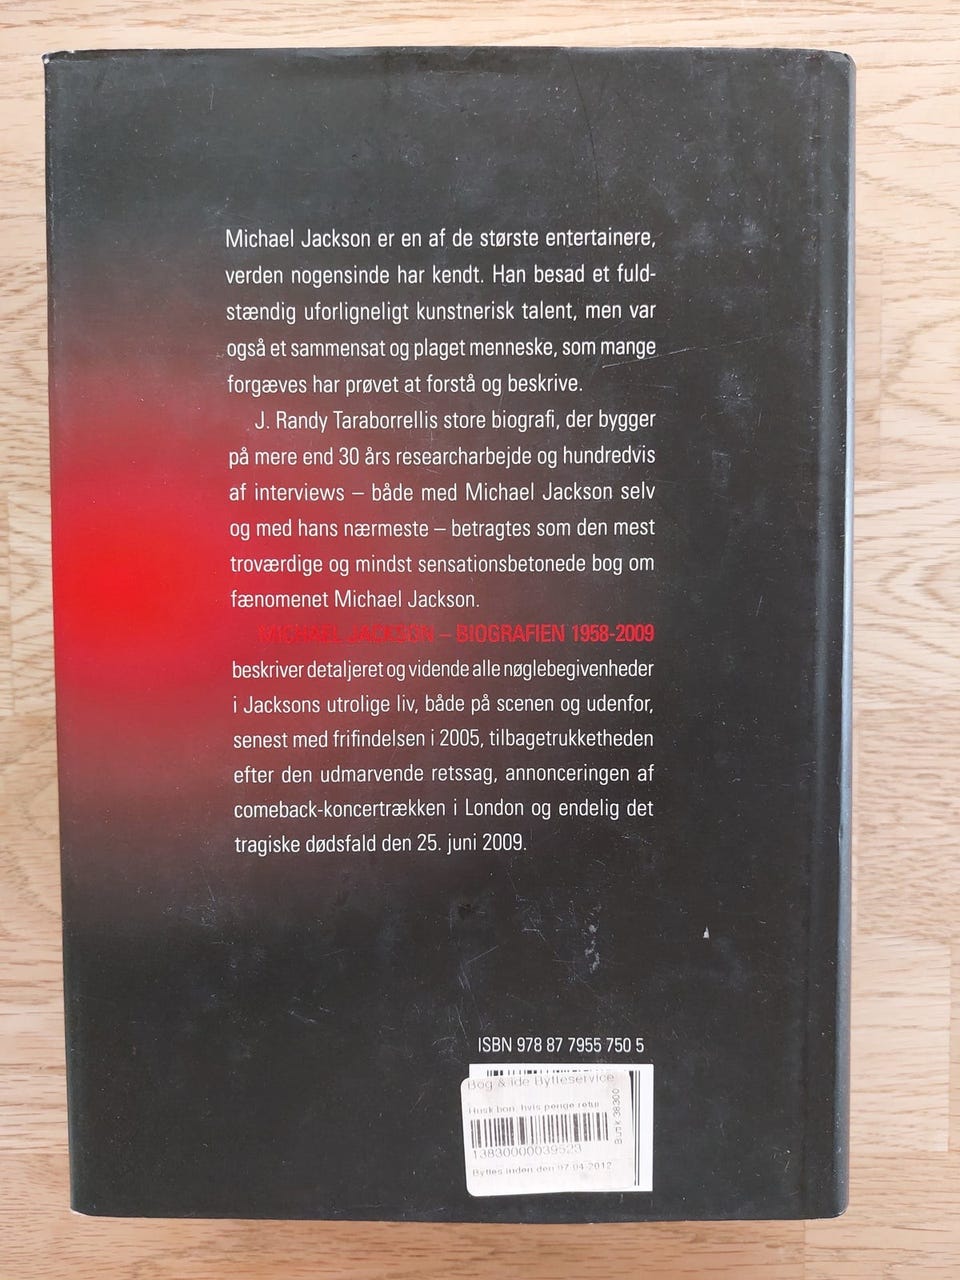 Michael Jackson er en af de største entertainere,
verden nogensinde har kendt. Han besad et fuld-
stændig uforligneligt kunstnerisk talent, men var
også et sammensat og plaget menneske, som mange
forgæves har prøvet at forstå og beskrive.
J. Randy Taraborrellis store biografi, der bygger
på mere end 30 års researcharbejde og hundredvis
af interviews – både med Michael Jackson selv
og med hans nærmeste – betragtes som den mest
troværdige og mindst sensationsbetonede bog om
fænomenet Michael Jackson.
MICHAEL JACKSON – BIOGRAFIEN 1958-2009
beskriver detaljeret og vidende alle nøglebegivenheder
i Jacksons utrolige liv, både på scenen og udenfor,
senest med frifindelsen i 2005, tilbagetrukketheden
efter den udmarvende retssag, annonceringen af
comeback-koncertrækken i London og endelig det
tragiske dødsfald den 25. juni 2009.
ISBN 978 87 7955 750 5
Bog & ide Bytteservice
Husk bon, hvis penge retur
13830000039523
Byttes inden den 07-04-2012
Butik 38300